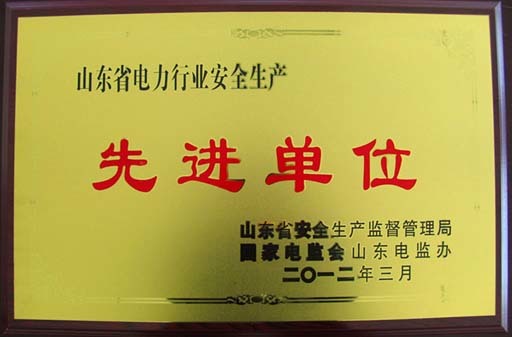 山东省电力行业安全生产
先进单位
山东省安全生产监督管理局
国家电监会山东电监办
二〇一二年三月